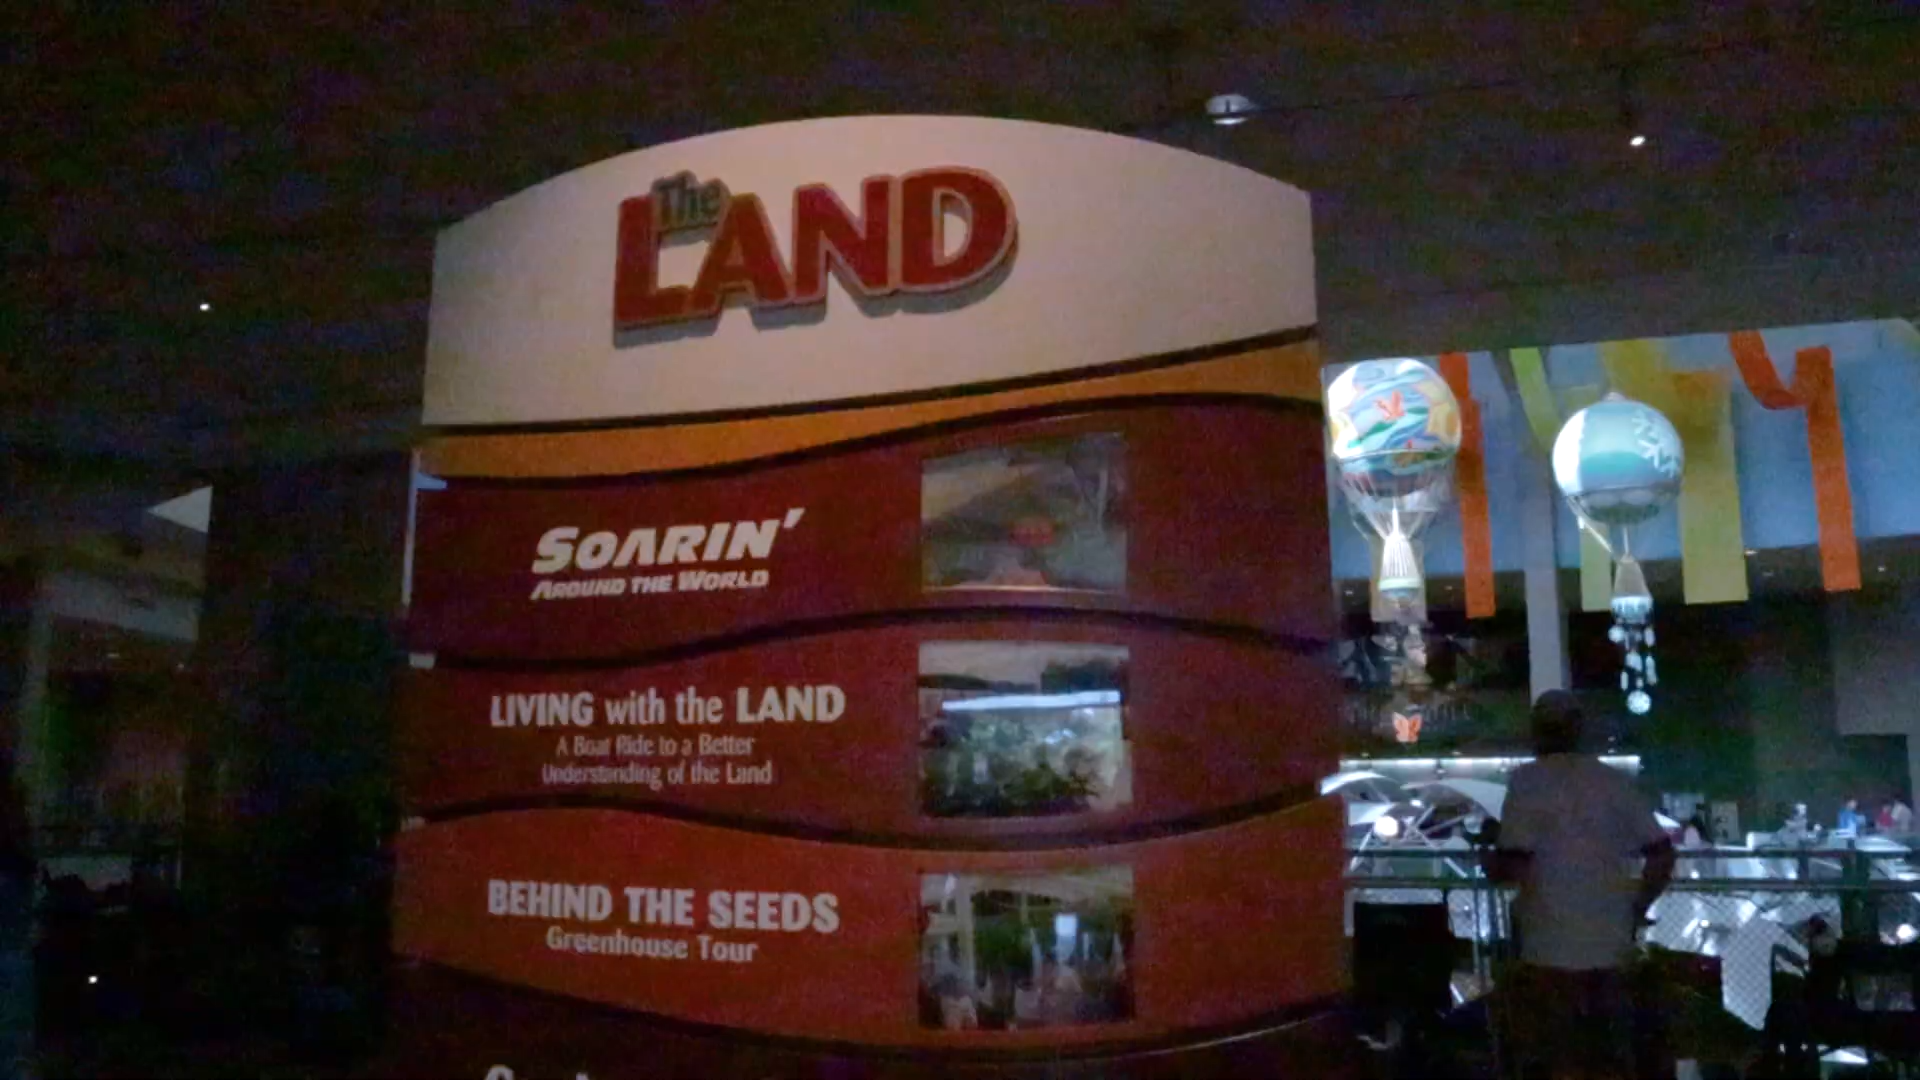 The
LAND
SOARIN'
AROUND THE WORLD
LIVING with the LAND
A Boat Ride to a Better
Understanding of the Land
BEHIND THE SEEDS
Greenhouse Tour